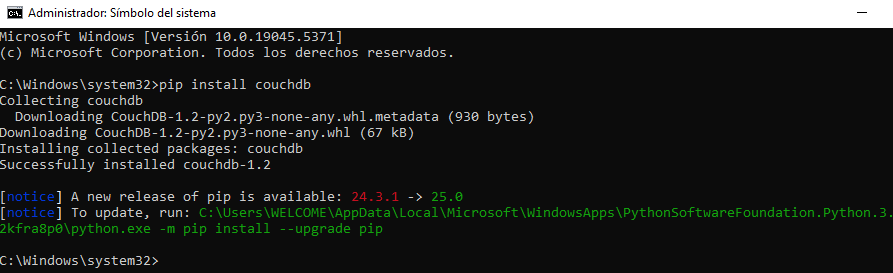 Administrador: Símbolo del sistema
Microsoft Windows [Versión 10.0.19045.5371]
(c) Microsoft Corporation. Todos los derechos reservados.
C:\Windows\system32>pip install couchdb
Collecting couchdb
  Downloading CouchDB-1.2-py2.py3-none-any.whl.metadata (930 bytes)
Downloading CouchDB-1.2-py2.py3-none-any.whl (67 kB)
Installing collected packages: couchdb
Successfully installed couchdb-1.2
[notice] A new release of pip is available: 24.3.1 -> 25.0
[notice] To update, run: C:\Users\WELCOME\AppData\Local\Microsoft\WindowsApps\PythonSoftwareFoundation.Python.3.
2kfra8p0\python.exe -m pip install --upgrade pip
C:\Windows\system32>